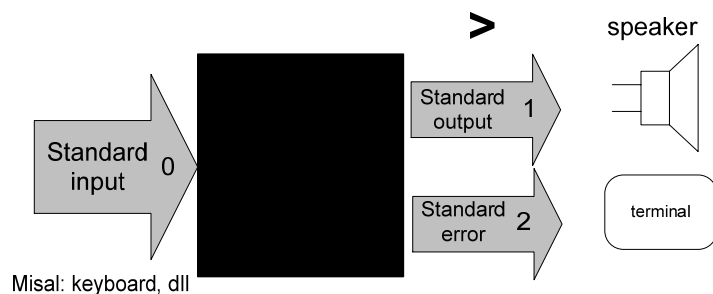 >
speaker
Standard
input
0
Standard
output
1
Standard
error
2
terminal
Misal: keyboard, dll